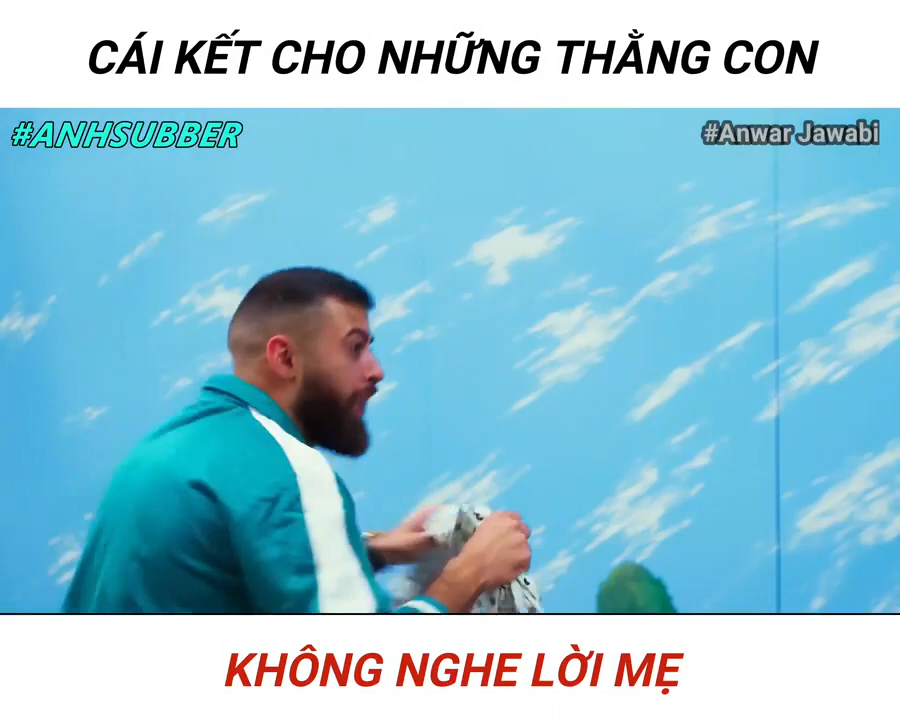 CÁI KẾT CHO NHỮNG THẰNG CON
#ANHSUBBER
#Anwar Jawabi
KHÔNG NGHE LỜI MẸ